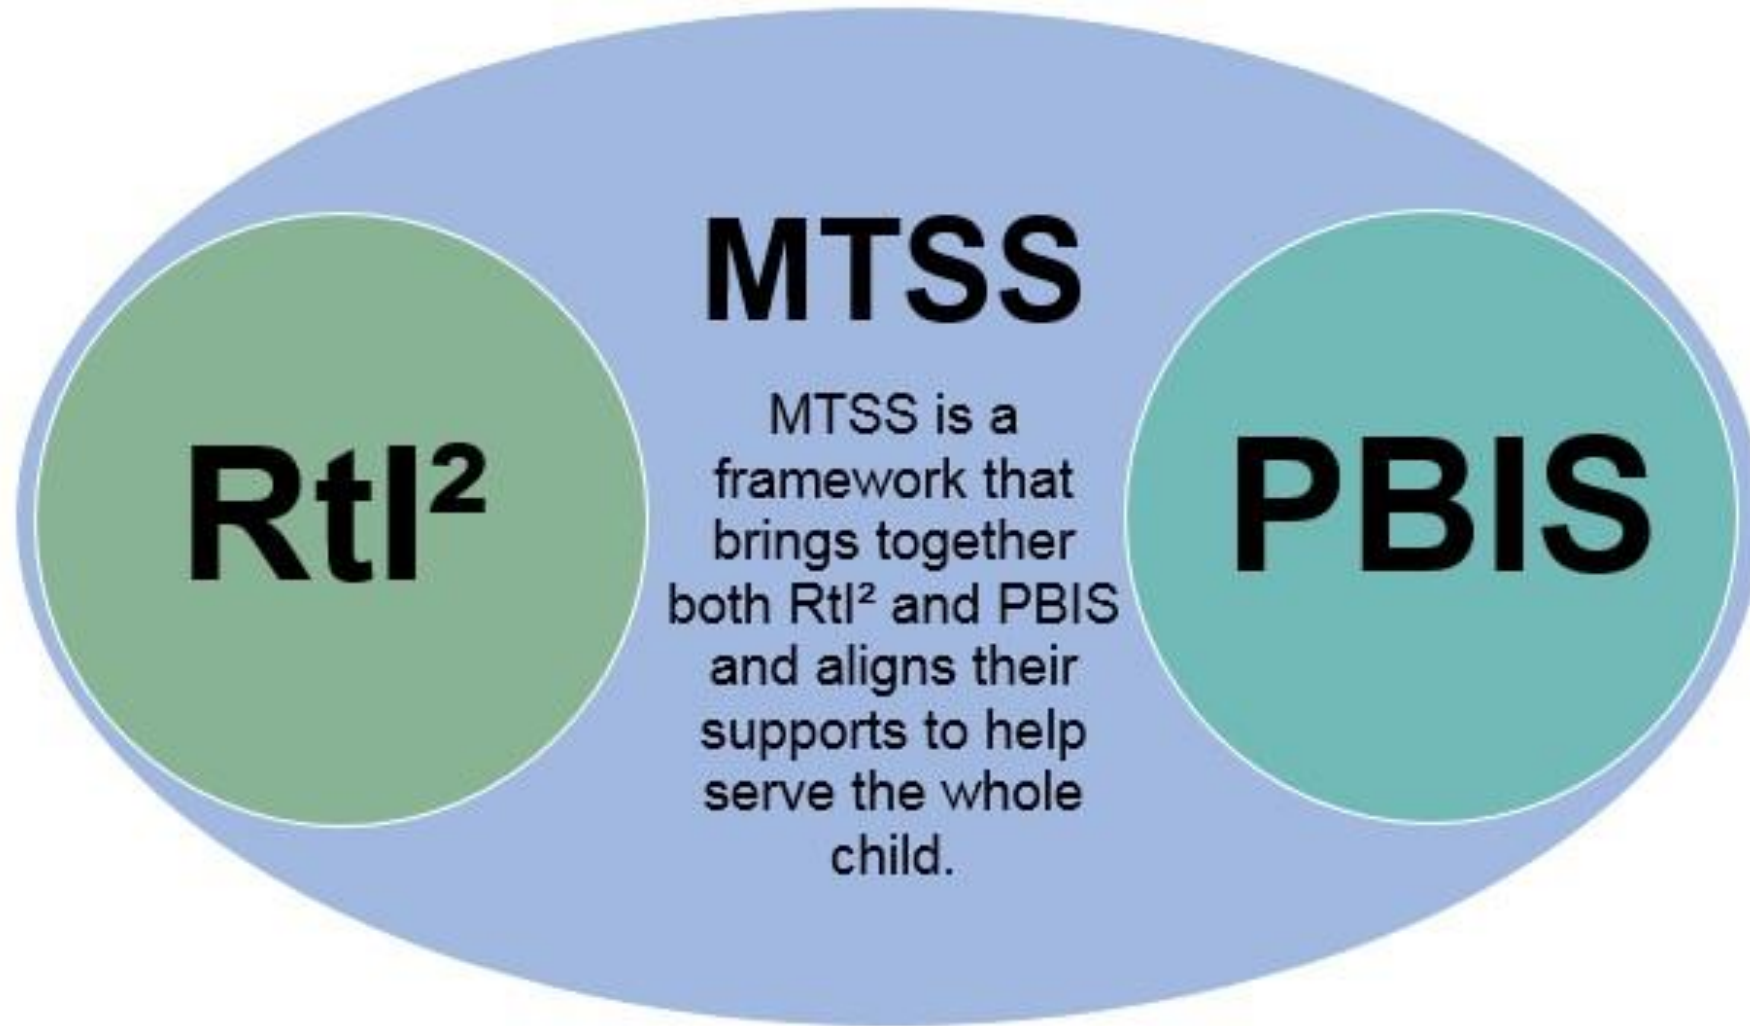 RtI²
MTSS
MTSS is a
framework that
brings together
both RtI² and PBIS
and aligns their
supports to help
serve the whole
child.
PBIS